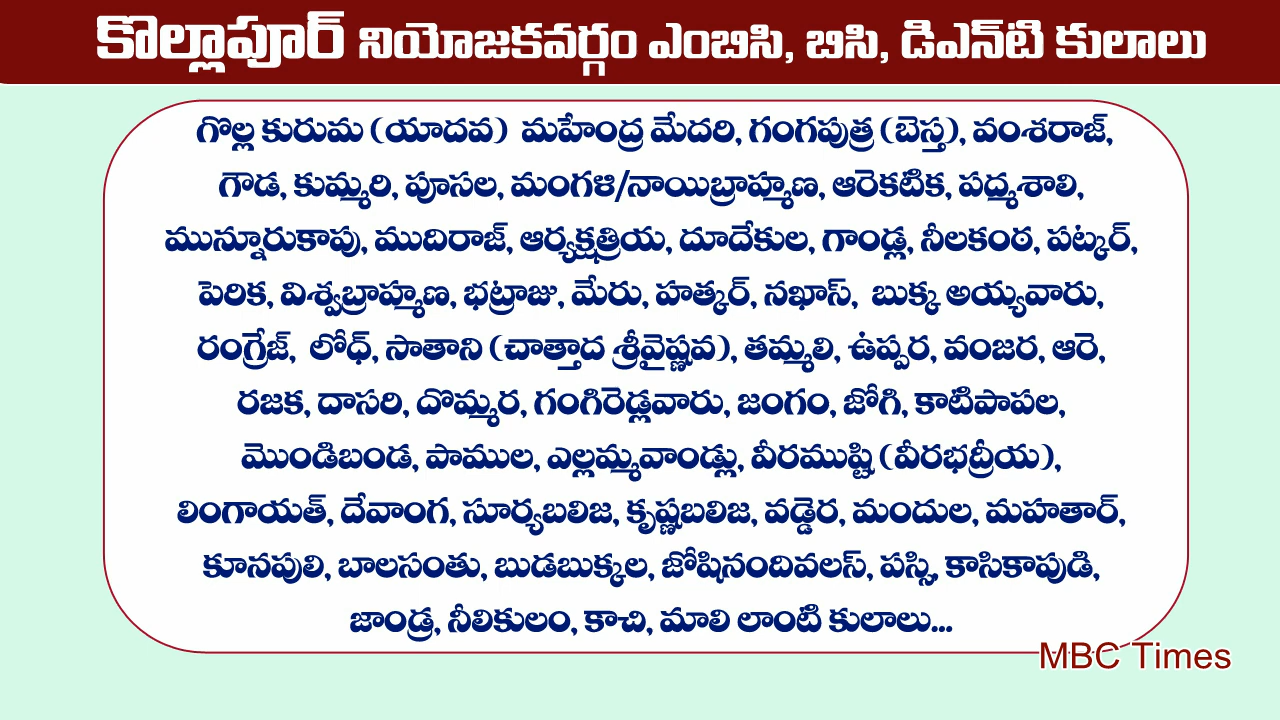 కొల్లాపూర్ నియోజకవర్గం ఎంబిసి, బిసి, డిఎన్‌టి కులాలు
గొల్ల కురుమ (యాదవ) మహేంద్ర మేదరి, గంగపుత్ర (బెస్త), వంశరాజ్,
గౌడ, కుమ్మరి, పూసల, మంగళి/నాయిబ్రాహ్మణ, ఆరెకటిక, పద్మశాలి,
మున్నూరుకాపు, ముదిరాజ్, ఆర్యక్షత్రియ, దూదేకుల, గాండ్ల, నీలకంఠ, పట్కర్,
పెరిక, విశ్వబ్రాహ్మణ, భట్రాజు, మేరు, హత్కర్, నఖాస్, బుక్క అయ్యవారు,
రంగ్రేజ్, లోధ్, సాతాని (చాత్తాద శ్రీవైష్ణవ), తమ్మలి, ఉప్పర, వంజర, ఆరె,
రజక, దాసరి, దొమ్మర, గంగిరెడ్లవారు, జంగం, జోగి, కాటిపాపల,
మొండిబండ, పాముల, ఎల్లమ్మవాండ్లు, వీరముష్టి (వీరభద్రీయ),
లింగాయత్, దేవాంగ, సూర్యబలిజ, కృష్ణబలిజ, వడ్డెర, మందుల, మహతార్,
కూనపులి, బాలసంతు, బుడబుక్కల, జోషినందివలస్, పస్సి, కాసికాపుడి,
జాండ్ర, నీలికులం, కాచి, మాలి లాంటి కులాలు...
MBC Times